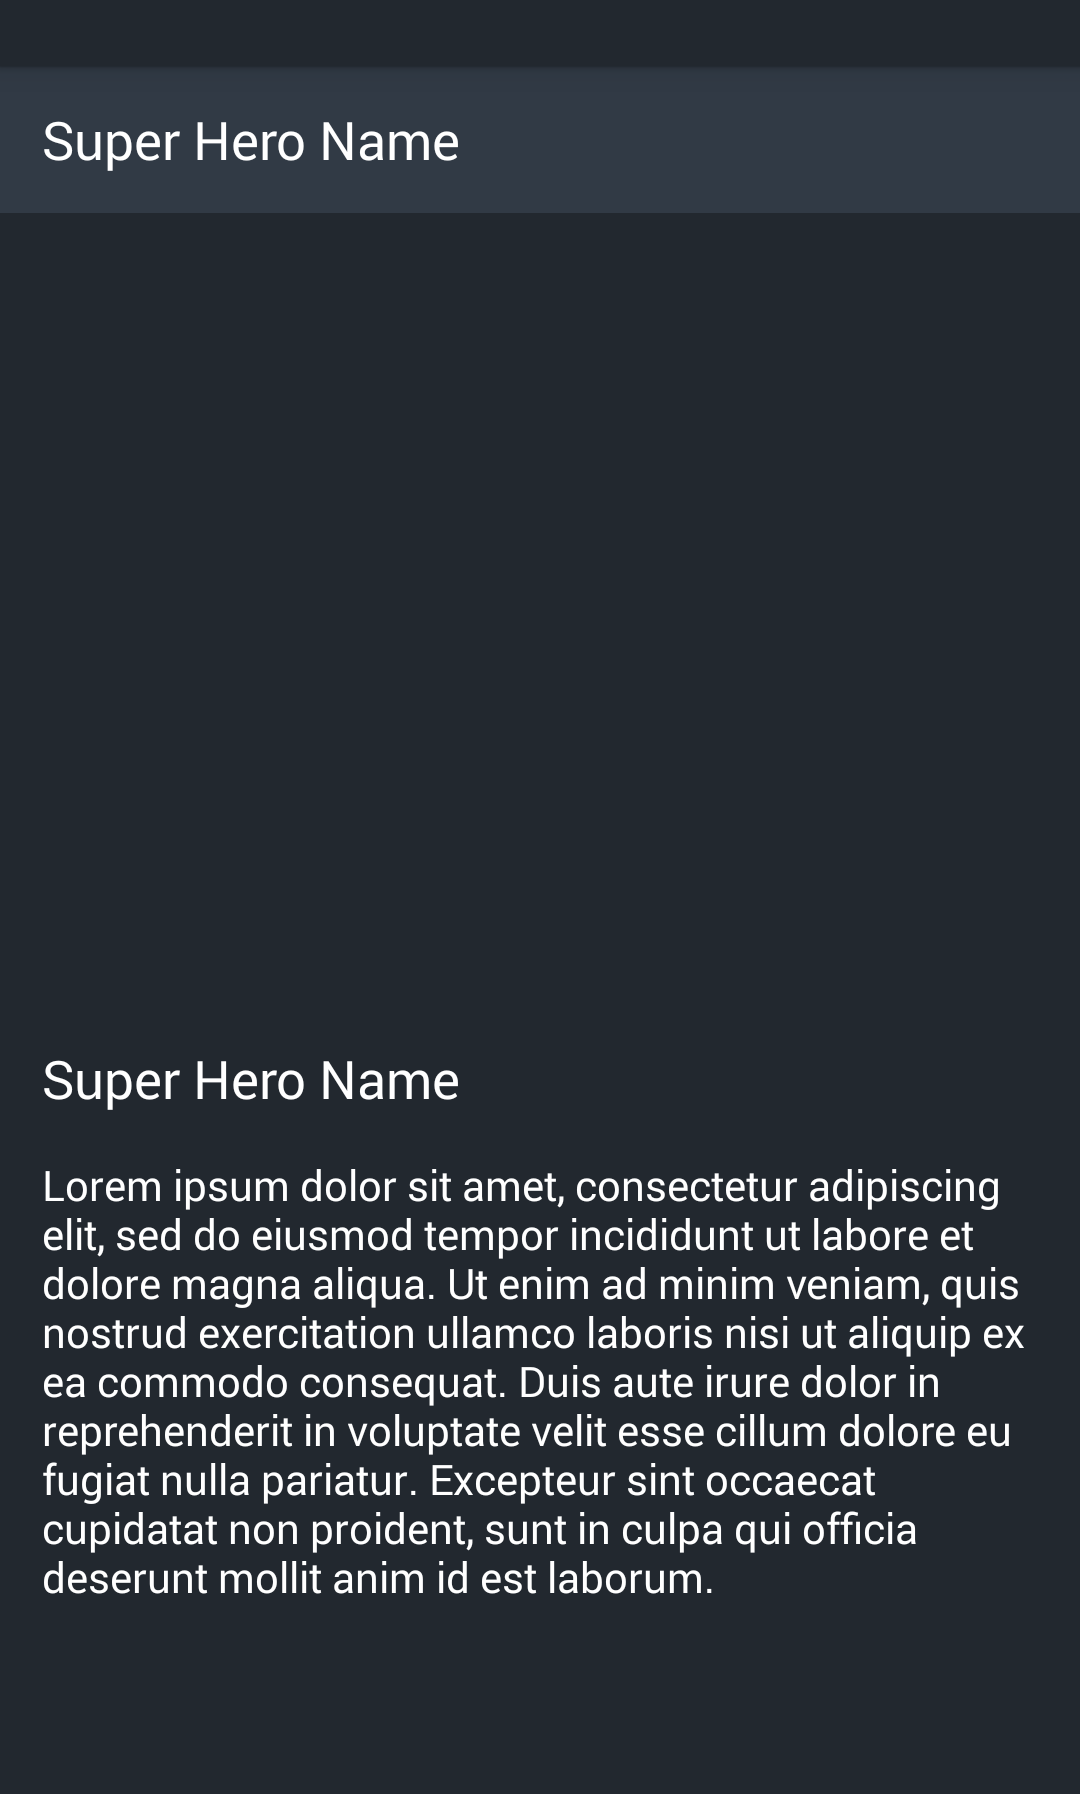 Super Hero Name
Super Hero Name
Lorem ipsum dolor sit amet, consectetur adipiscing
elit, sed do eiusmod tempor incididunt ut labore et
dolore magna aliqua. Ut enim ad minim veniam, quis
nostrud exercitation ullamco laboris nisi ut aliquip ex
ea commodo consequat. Duis aute irure dolor in
reprehenderit in voluptate velit esse cillum dolore eu
fugiat nulla pariatur. Excepteur sint occaecat
cupidatat non proident, sunt in culpa qui officia
deserunt mollit anim id est laborum.